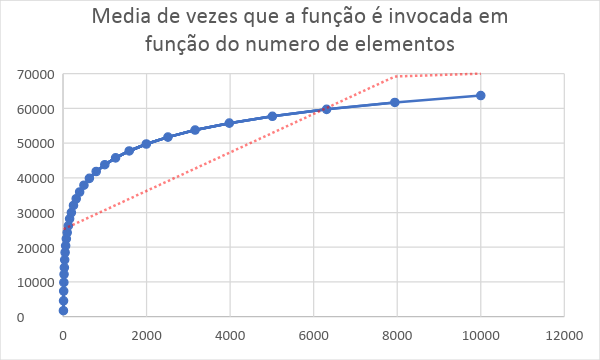 Media de vezes que a função é invocada em
função do numero de elementos
70000
60000
50000
40000
30000
20000
10000
0
0 2000 4000 6000 8000 10000 12000